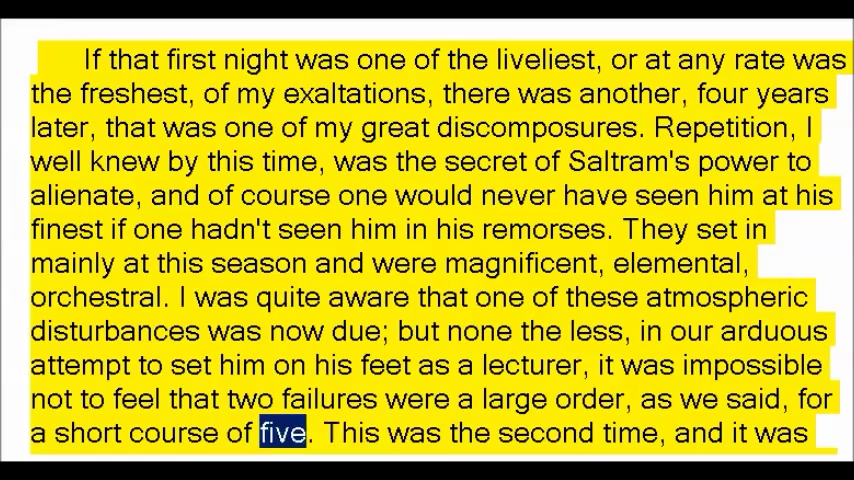 If that first night was one of the liveliest, or at any rate was
the freshest, of my exaltations, there was another, four years
later, that was one of my great discomposures. Repetition, I
well knew by this time, was the secret of Saltram's power to
alienate, and of course one would never have seen him at his
finest if one hadn't seen him in his remorses. They set in
mainly at this season and were magnificent, elemental,
orchestral. I was quite aware that one of these atmospheric
disturbances was now due; but none the less, in our arduous
attempt to set him on his feet as a lecturer, it was impossible
not to feel that two failures were a large order, as we said, for
a short course of five. This was the second time, and it was